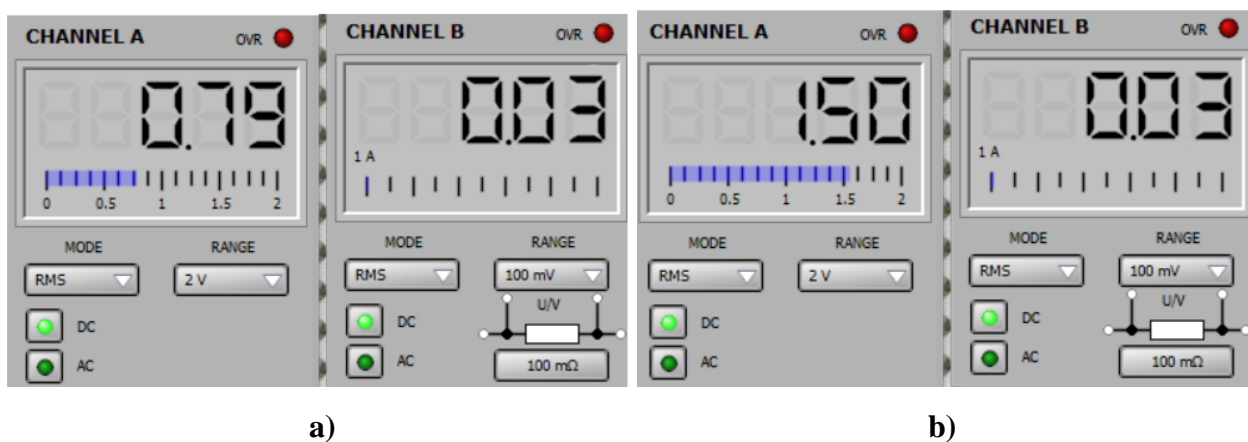 CHANNEL A OVR
0.79
0 0.5 1 1.5 2
MODE RANGE
RMS 2 V
DC
AC
CHANNEL B OVR
0.03
1 A
MODE RANGE
RMS 100 mV
U/V
DC
AC 100 mΩ
a)
CHANNEL A OVR
1.50
0 0.5 1 1.5 2
MODE RANGE
RMS 2 V
DC
AC
CHANNEL B OVR
0.03
1 A
MODE RANGE
RMS 100 mV
U/V
DC
AC 100 mΩ
b)